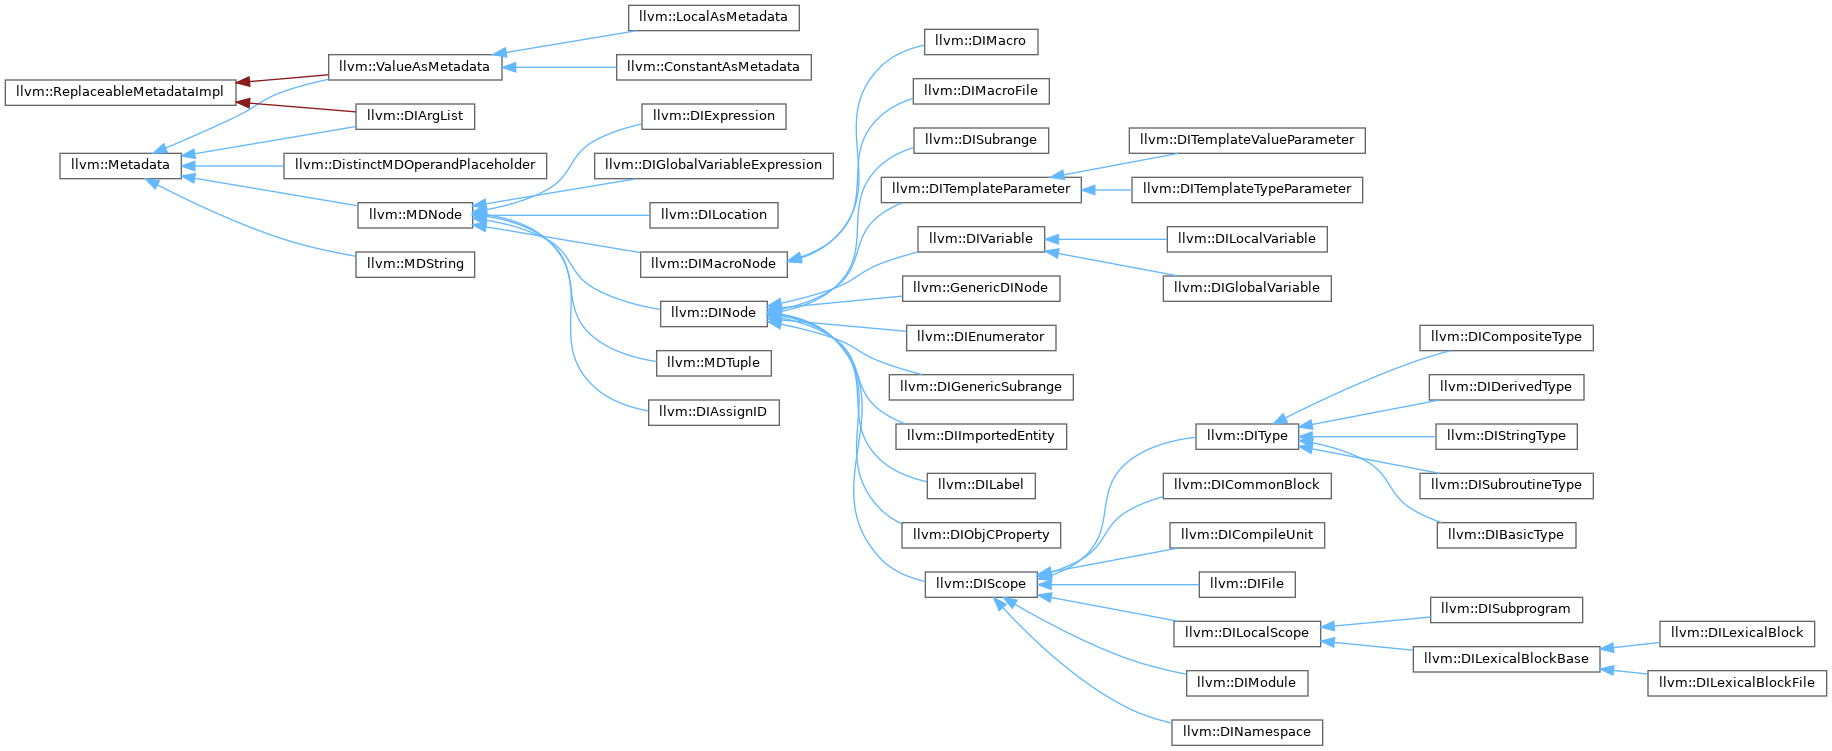 llvm::LocalAsMetadata
llvm::DIMacro
llvm::ValueAsMetadata
llvm::ConstantAsMetadata
llvm::ReplaceableMetadataImpl
llvm::DIMacroFile
llvm::DIArgList
llvm::DIExpression
llvm::DISubrange
llvm::DITemplateValueParameter
llvm::Metadata
llvm::DistinctMDOperandPlaceholder
llvm::DIGlobalVariableExpression
llvm::DITemplateParameter
llvm::DITemplateTypeParameter
llvm::MDNode
llvm::DILocation
llvm::DIVariable
llvm::DILocalVariable
llvm::MDString
llvm::DIMacroNode
llvm::GenericDINode
llvm::DIGlobalVariable
llvm::DINode
llvm::DIEnumerator
llvm::DICompositeType
llvm::MDTuple
llvm::DIGenericSubrange
llvm::DIDerivedType
llvm::DIAssignID
llvm::DIImportedEntity
llvm::DIType
llvm::DIStringType
llvm::DILabel
llvm::DICommonBlock
llvm::DISubroutineType
llvm::DIObjCProperty
llvm::DICompileUnit
llvm::DIBasicType
llvm::DIScope
llvm::DIFile
llvm::DISubprogram
llvm::DILocalScope
llvm::DILexicalBlock
llvm::DILexicalBlockBase
llvm::DIModule
llvm::DILexicalBlockFile
llvm::DINamespace